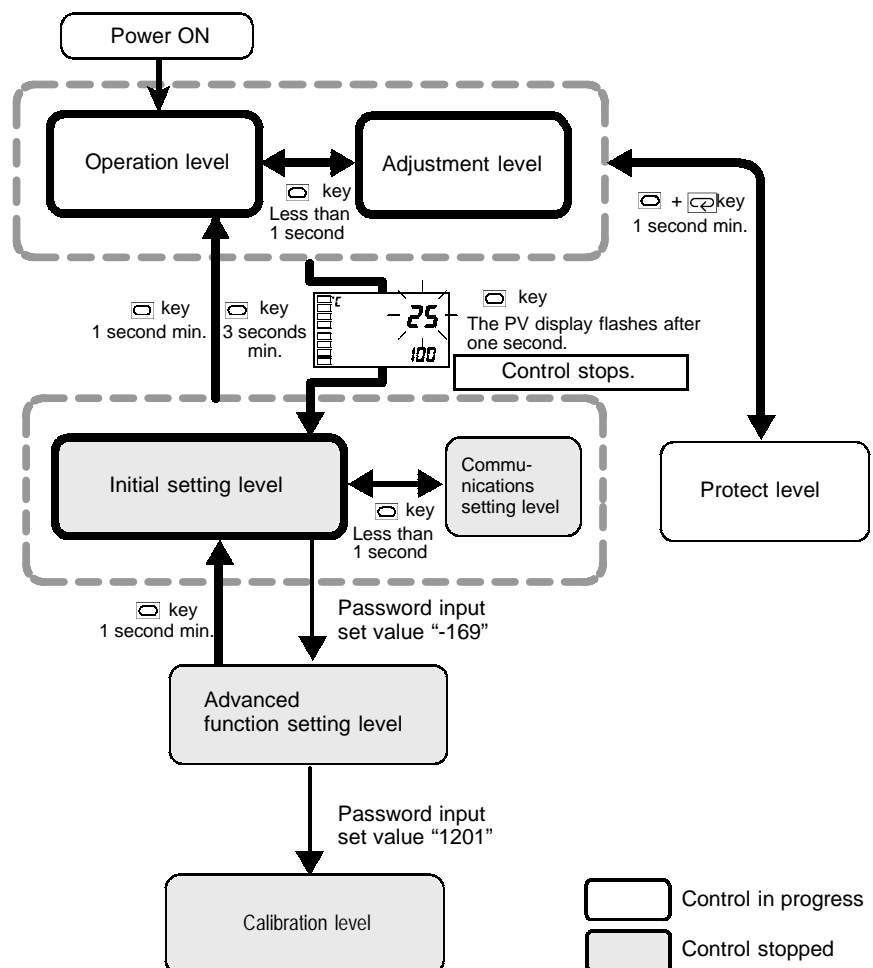 Power ON
Operation level
Adjustment level
key
Less than
1 second
+ key
1 second min.
key
1 second min.
key
3 seconds
min.
°C
25
100
key
The PV display flashes after
one second.
Control stops.
Initial setting level
Commu-
nications
setting level
key
Less than
1 second
Protect level
key
1 second min.
Password input
set value “-169”
Advanced
function setting level
Password input
set value “1201”
Calibration level
Control in progress
Control stopped